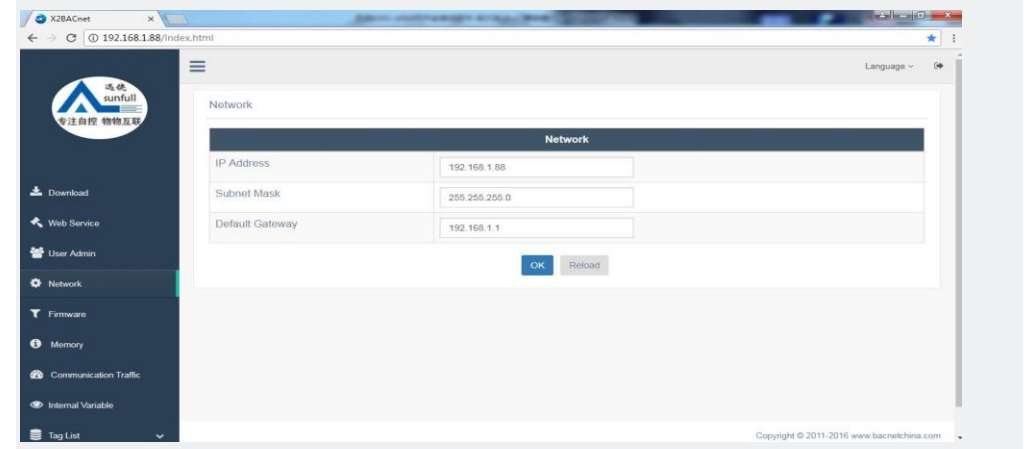 X2BACnet
192.168.1.88/index.html
Language
迅饶
sunfull
专注自控 物物互联
Network
Network
IP Address
192.168.1.88
Subnet Mask
255.255.255.0
Default Gateway
192.168.1.1
OK
Reload
Download
Web Service
User Admin
Network
Firmware
Memory
Communication Traffic
Internal Variable
Tag List
Copyright © 2011-2016 www.bacnetchina.com